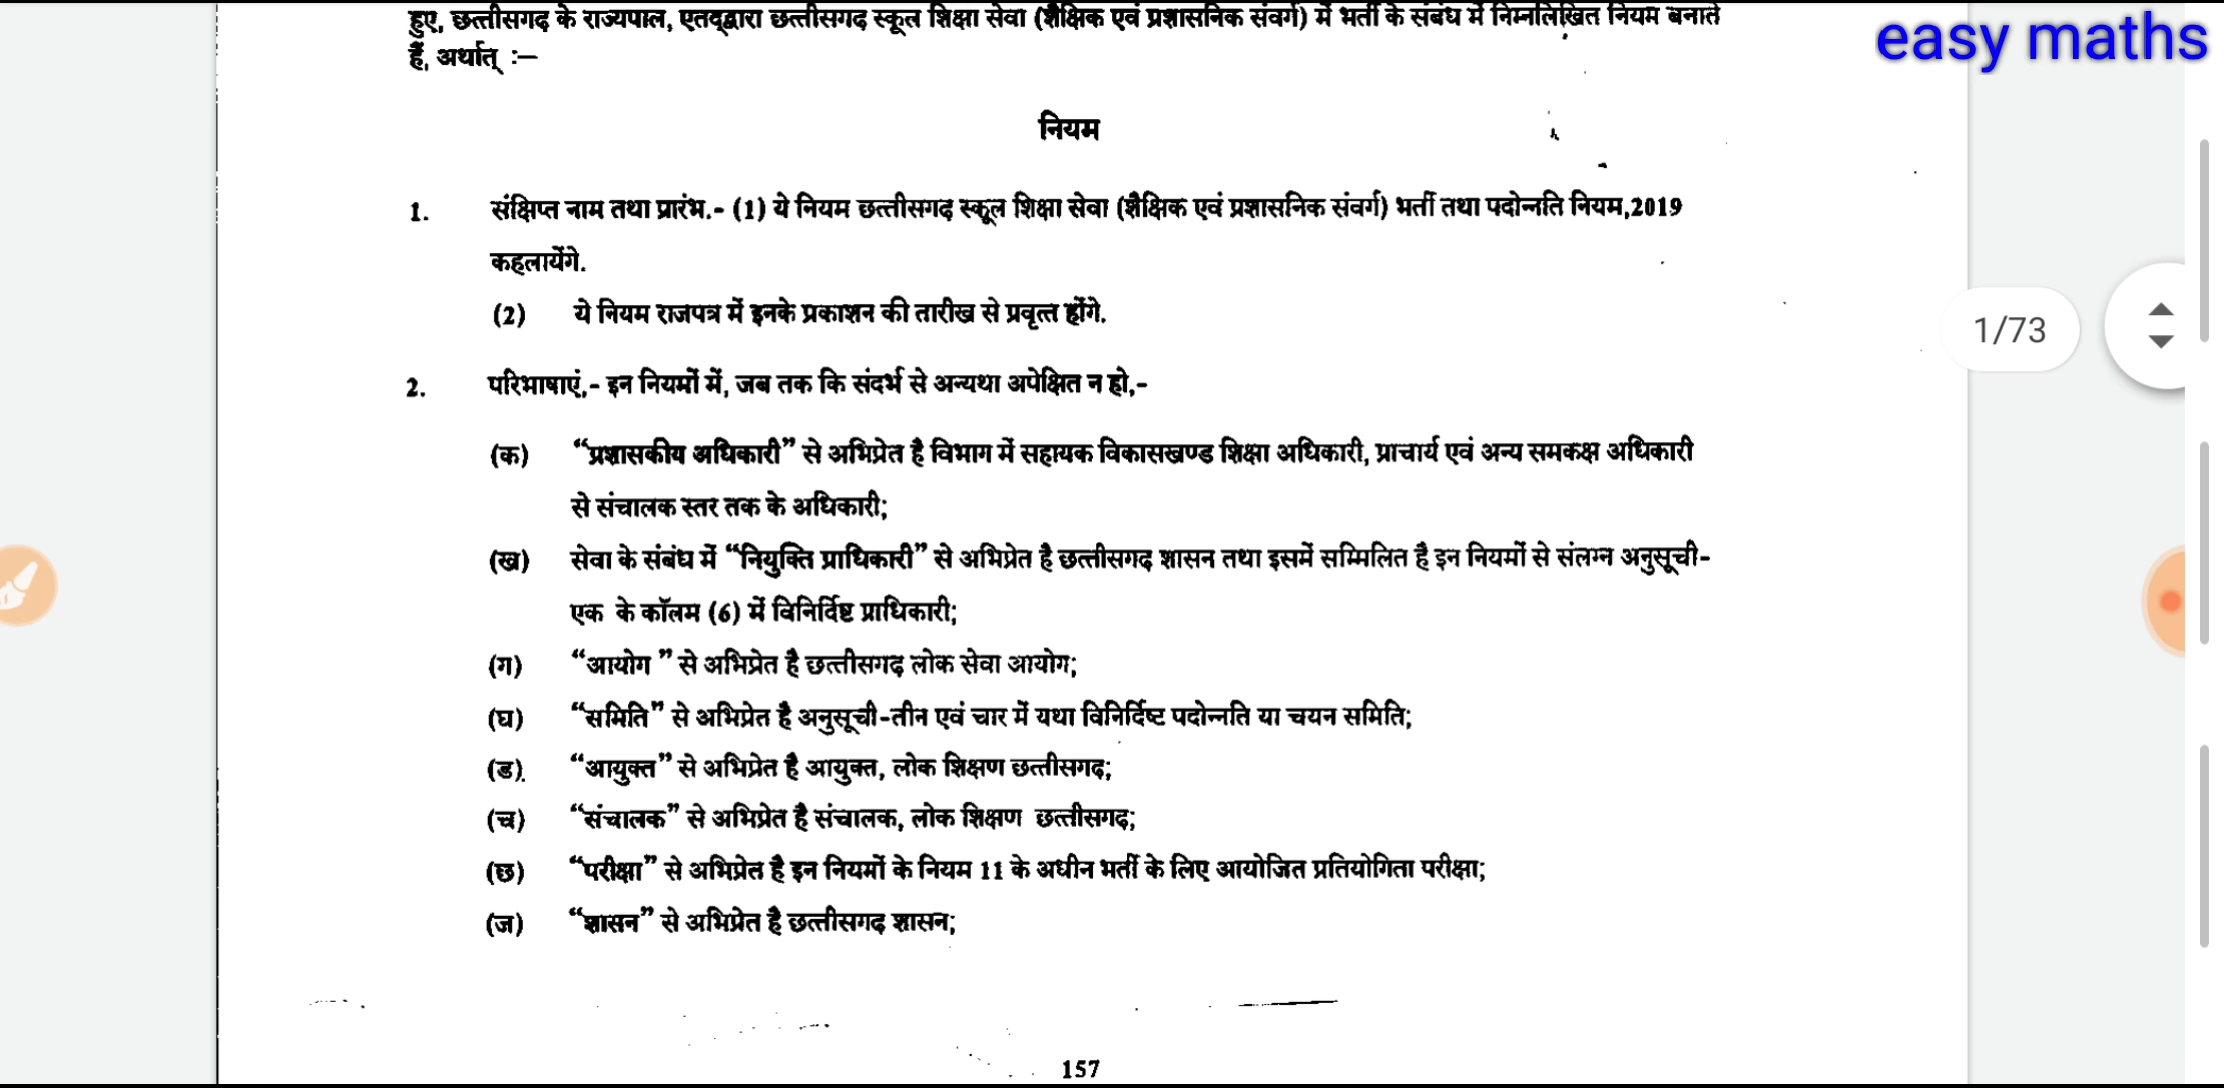 हुए, छत्तीसगढ़ के राज्यपाल, एतद्द्वारा छत्तीसगढ़ स्कूल शिक्षा सेवा (शैक्षिक एवं प्रशासनिक संवर्ग) में भर्ती के संबंध में निम्नलिखित नियम बनाते
हैं, अर्थात् :—
easy maths
नियम
1. संक्षिप्त नाम तथा प्रारंभ.- (1) ये नियम छत्तीसगढ़ स्कूल शिक्षा सेवा (शैक्षिक एवं प्रशासनिक संवर्ग) भर्ती तथा पदोन्नति नियम,2019
कहलायेंगे.
(2) ये नियम राजपत्र में इनके प्रकाशन की तारीख से प्रवृत्त होंगे.
1/73
2. परिभाषाएं,- इन नियमों में, जब तक कि संदर्भ से अन्यथा अपेक्षित न हो,-
(क) “प्रशासकीय अधिकारी” से अभिप्रेत है विभाग में सहायक विकासखण्ड शिक्षा अधिकारी, प्राचार्य एवं अन्य समकक्ष अधिकारी
से संचालक स्तर तक के अधिकारी;
(ख) सेवा के संबंध में “नियुक्ति प्राधिकारी” से अभिप्रेत है छत्तीसगढ़ शासन तथा इसमें सम्मिलित है इन नियमों से संलग्न अनुसूची-
एक के कॉलम (6) में विनिर्दिष्ट प्राधिकारी;
(ग) “आयोग ” से अभिप्रेत है छत्तीसगढ़ लोक सेवा आयोग;
(घ) “समिति” से अभिप्रेत है अनुसूची-तीन एवं चार में यथा विनिर्दिष्ट पदोन्नति या चयन समिति;
(ड). “आयुक्त” से अभिप्रेत है आयुक्त, लोक शिक्षण छत्तीसगढ़;
(च) “संचालक” से अभिप्रेत है संचालक, लोक शिक्षण छत्तीसगढ़;
(छ) “परीक्षा” से अभिप्रेत है इन नियमों के नियम 11 के अधीन भर्ती के लिए आयोजित प्रतियोगिता परीक्षा;
(ज) “शासन” से अभिप्रेत है छत्तीसगढ़ शासन;
157